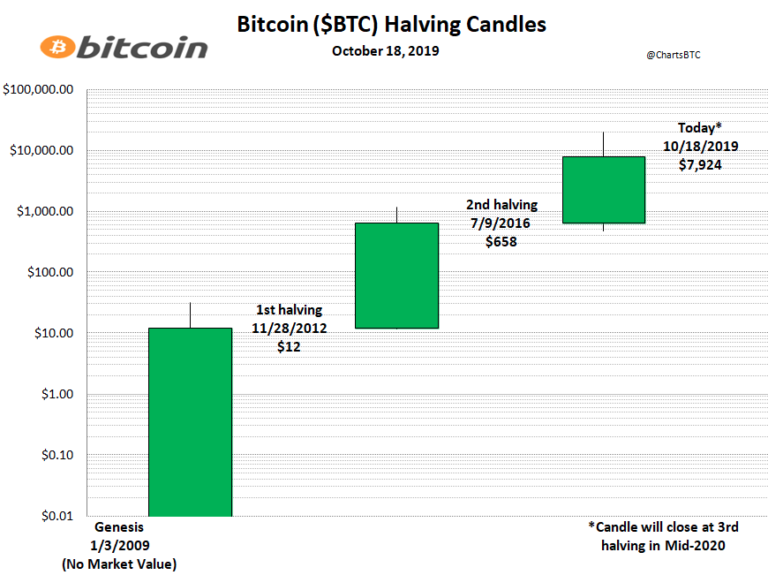 Bitcoin ($BTC) Halving Candles
October 18, 2019
bitcoin
@ChartsBTC
$100,000.00
$10,000.00
$1,000.00
$100.00
$10.00
$1.00
$0.10
$0.01
Today*
10/18/2019
$7,924
2nd halving
7/9/2016
$658
1st halving
11/28/2012
$12
Genesis
1/3/2009
(No Market Value)
*Candle will close at 3rd
halving in Mid-2020